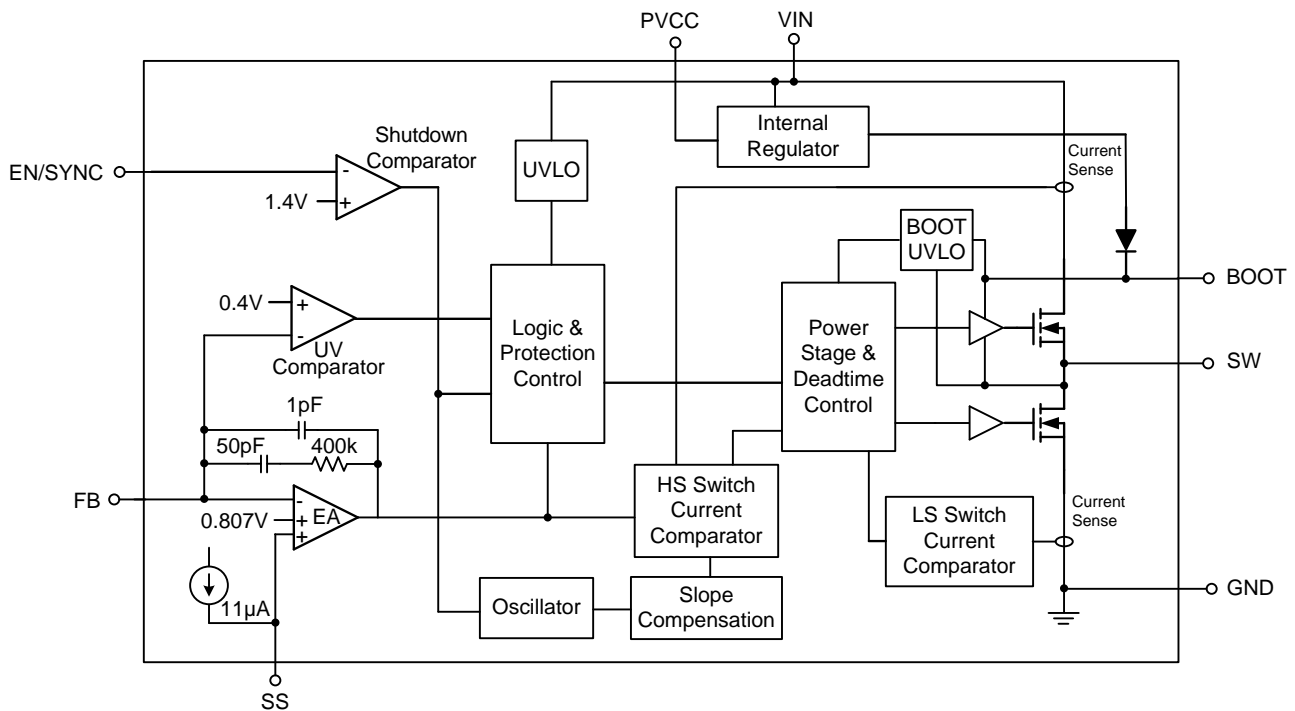 PVCC
VIN
Shutdown
Comparator
EN/SYNC
-
1.4V
+
UVLO
Internal
Regulator
Current
Sense
BOOT
UVLO
BOOT
0.4V
+
-
UV
Comparator
Logic &
Protection
Control
Power
Stage &
Deadtime
Control
SW
1pF
50pF
400k
FB
-
0.807V
+
EA
+
HS Switch
Current
Comparator
LS Switch
Current
Comparator
Current
Sense
11µA
Oscillator
Slope
Compensation
GND
SS